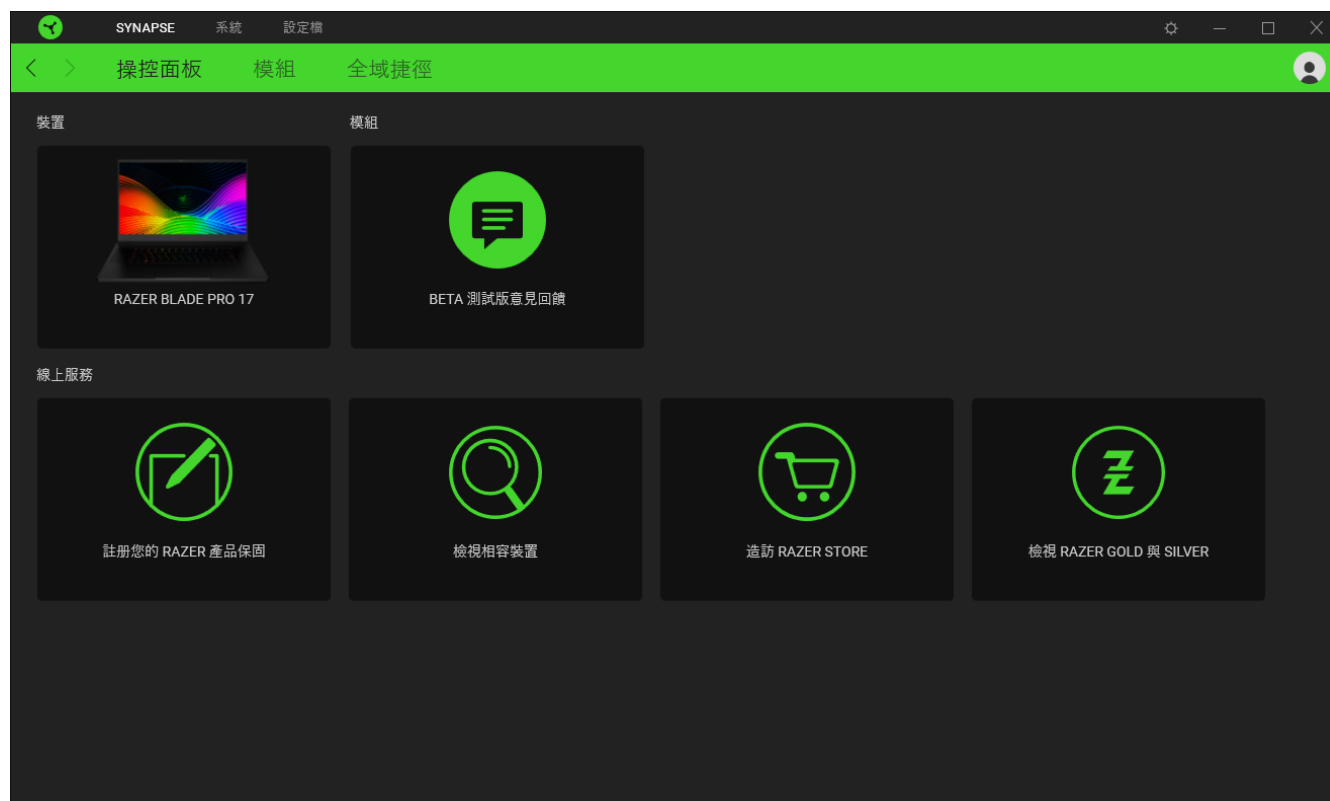 SYNAPSE 系統 設定檔
操控面板 模組 全域捷徑
裝置 模組
RAZER BLADE PRO 17 BETA 測試版意見回饋
線上服務
註冊您的 RAZER 產品保固 檢視相容裝置 造訪 RAZER STORE 檢視 RAZER GOLD 與 SILVER